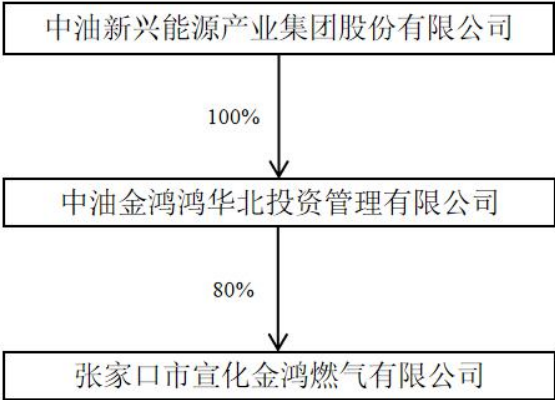 中油新兴能源产业集团股份有限公司
100%
中油金鸿鸿华北投资管理有限公司
80%
张家口市宣化金鸿燃气有限公司